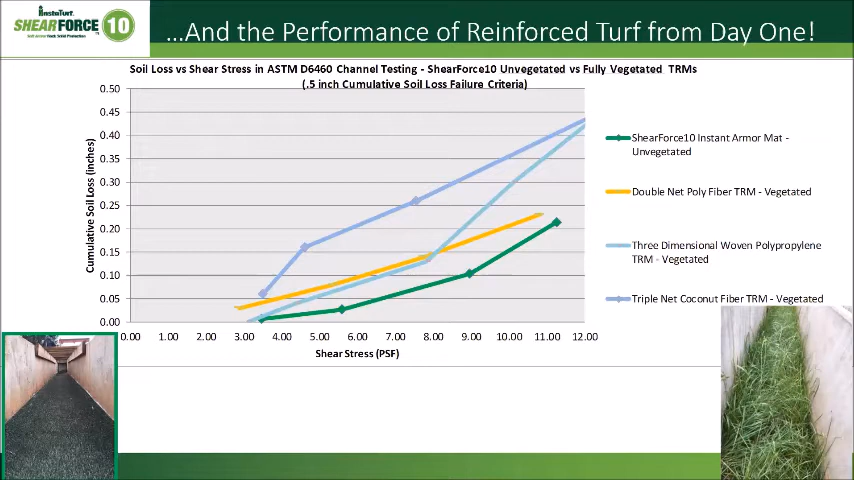 InstaTurf
SHEARFORCE 10
…And the Performance of Reinforced Turf from Day One!
Soil Loss vs Shear Stress in ASTM D6460 Channel Testing - ShearForce10 Unvegetated vs Fully Vegetated TRMs
(.5 inch Cumulative Soil Loss Failure Criteria)
Cumulative Soil Loss (inches)
0.50
0.45
0.40
0.35
0.30
0.25
0.20
0.15
0.10
0.05
0.00
0.00 1.00 2.00 3.00 4.00 5.00 6.00 7.00 8.00 9.00 10.00 11.00 12.00
Shear Stress (PSF)
ShearForce10 Instant Armor Mat -
Unvegetated
Double Net Poly Fiber TRM - Vegetated
Three Dimensional Woven Polypropylene
TRM - Vegetated
Triple Net Coconut Fiber TRM - Vegetated